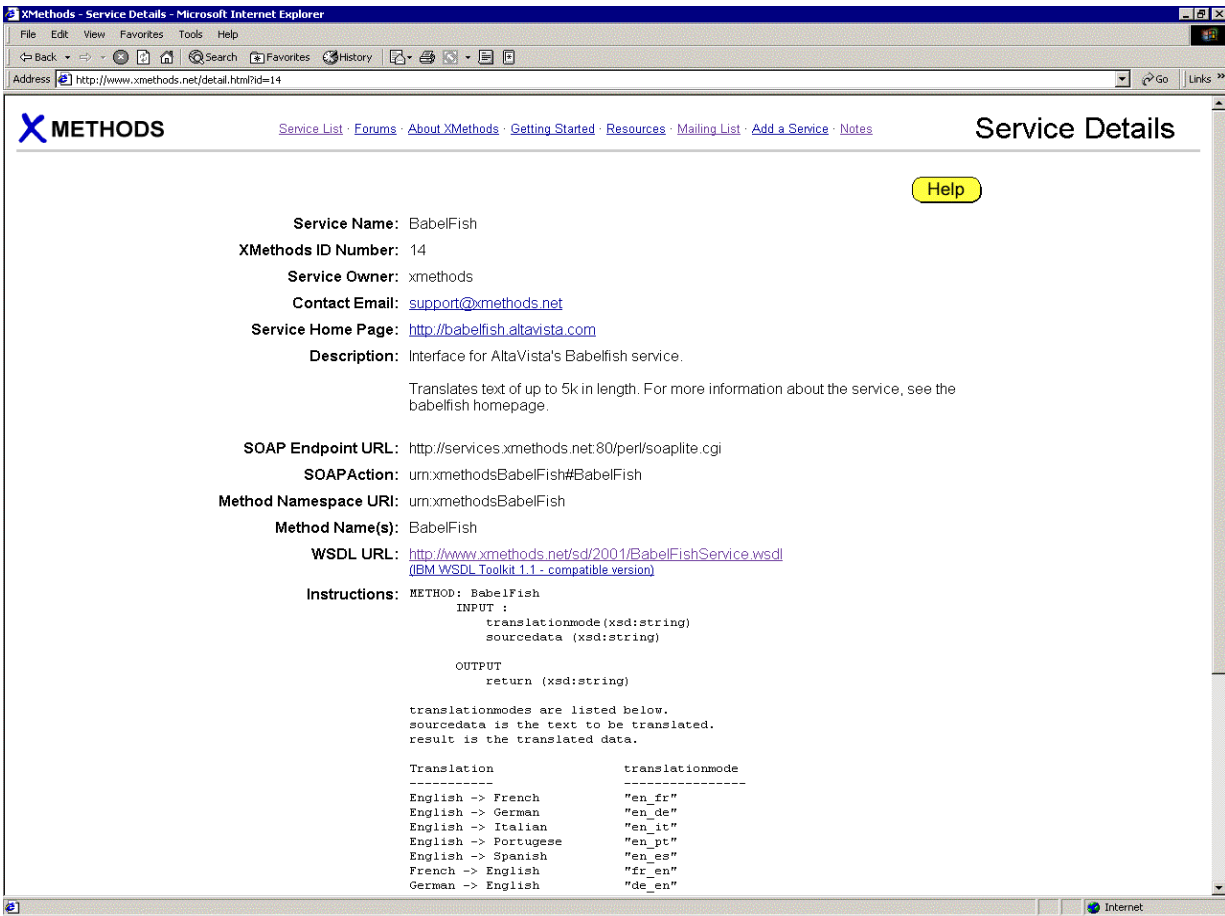 XMethods - Service Details - Microsoft Internet Explorer
File Edit View Favorites Tools Help
Back Search Favorites History
Address http://www.xmethods.net/detail.html?id=14 Go Links »
X METHODS Service List · Forums · About XMethods · Getting Started · Resources · Mailing List · Add a Service · Notes Service Details
Help
Service Name: BabelFish
XMethods ID Number: 14
Service Owner: xmethods
Contact Email: support@xmethods.net
Service Home Page: http://babelfish.altavista.com
Description: Interface for AltaVista's Babelfish service.
Translates text of up to 5k in length. For more information about the service, see the
babelfish homepage.
SOAP Endpoint URL: http://services.xmethods.net:80/perl/soaplite.cgi
SOAPAction: urn:xmethodsBabelFish#BabelFish
Method Namespace URI: urn:xmethodsBabelFish
Method Name(s): BabelFish
WSDL URL: http://www.xmethods.net/sd/2001/BabelFishService.wsdl
(IBM WSDL Toolkit 1.1 - compatible version)
Instructions: METHOD: BabelFish
INPUT :
translationmode(xsd:string)
sourcedata (xsd:string)
OUTPUT
return (xsd:string)
translationmodes are listed below.
sourcedata is the text to be translated.
result is the translated data.
Translation translationmode
----------- ----------------
English -> French "en_fr"
English -> German "en_de"
English -> Italian "en_it"
English -> Portugese "en_pt"
English -> Spanish "en_es"
French -> English "fr_en"
German -> English "de_en"
Internet